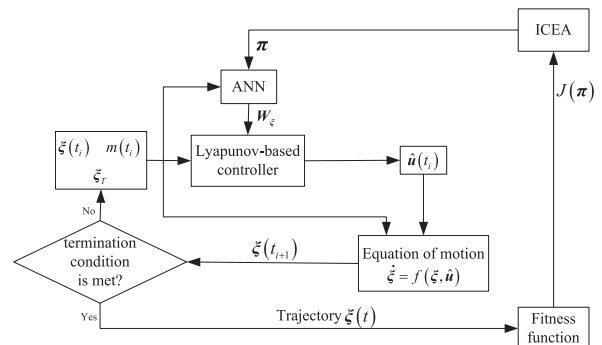 ICEA
π
ANN
J(π)
W_ξ
ξ(t_i) m(t_i)
ξ_T
Lyapunov-based
controller
û(t_i)
No
termination
condition
is met?
ξ(t_{i+1})
Equation of motion
ξ̇ = f(ξ, û)
Yes
Trajectory ξ(t)
Fitness
function